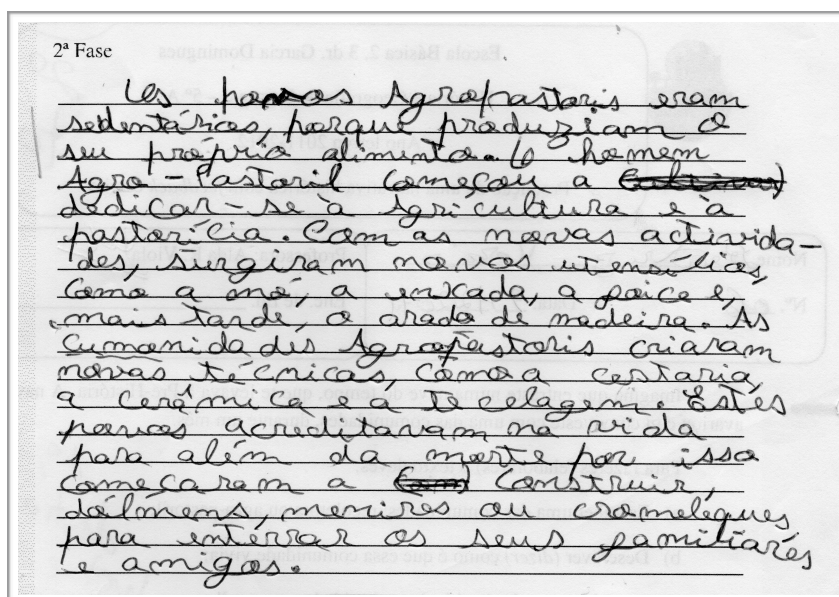 2ª Fase
Os povos Agropastoris eram
sedentários, porque produziam o
seu próprio alimento. O homem
Agro-Pastoril começou a
dedicar-se à Agricultura e à
pastorícia. Com as novas activida-
des, surgiram novos utensílios,
como a mó, a enxada, a foice e,
mais tarde, o arado de madeira. As
cumonidades Agropastoris criaram
novas técnicas, como a cestaria,
a cerâmica e a tecelagem. Estes
povos acreditavam na vida
para além da morte por isso
começaram a construir,
dólmens, menires ou cromeleques,
para enterrar os seus familiares
e amigos.